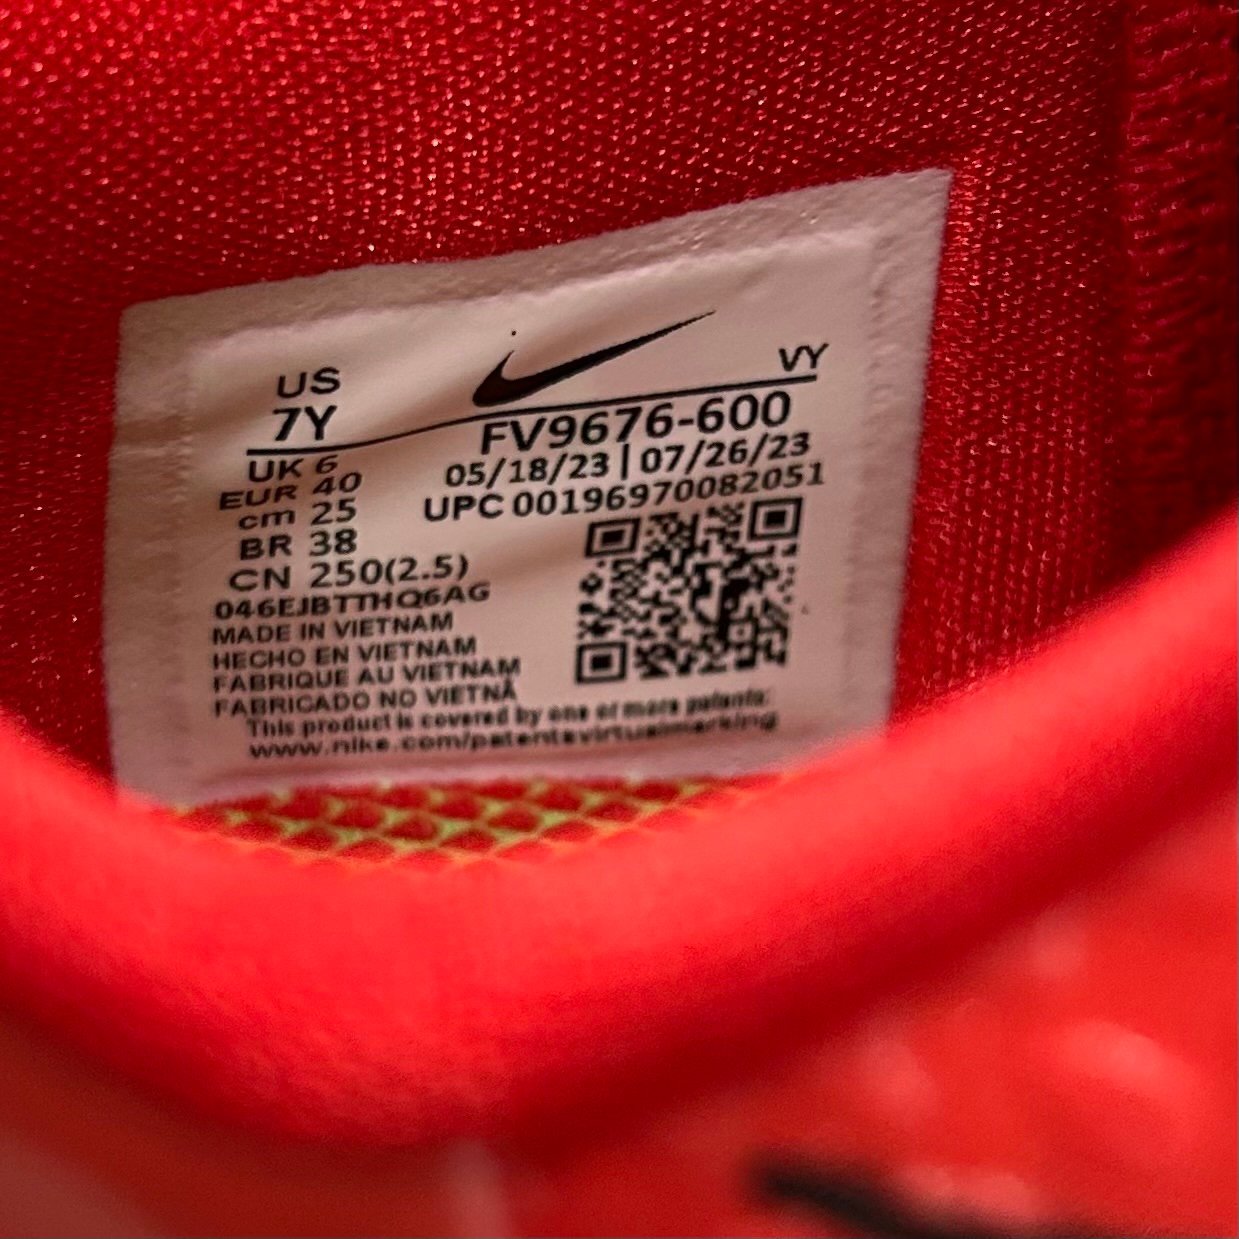 US
7Y
VY
FV9676-600
UK 6
EUR 40
cm 25
BR 38
CN 250(2.5)
05/18/23 | 07/26/23
UPC 00196970082051
046EJBTTHQ6AG
MADE IN VIETNAM
HECHO EN VIETNAM
FABRIQUE AU VIETNAM
FABRICADO NO VIETNÃ
This product is covered by one or more patents:
www.nike.com/patentsvirtualmarking